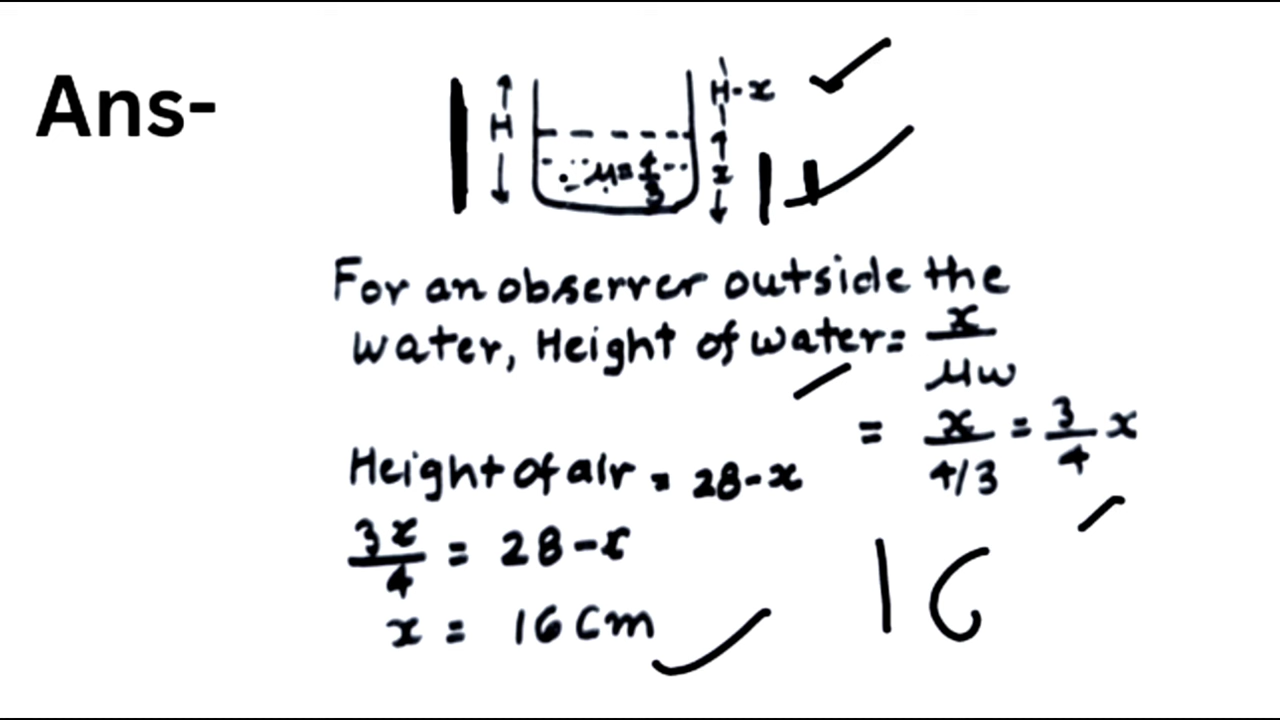 Ans-
H
H-x
x
μ=4/3
For an observer outside the
water, Height of water= x/μw
= x/4/3 = 3/4 x
Height of air = 28-x
3x/4 = 28-x
x = 16 Cm
16